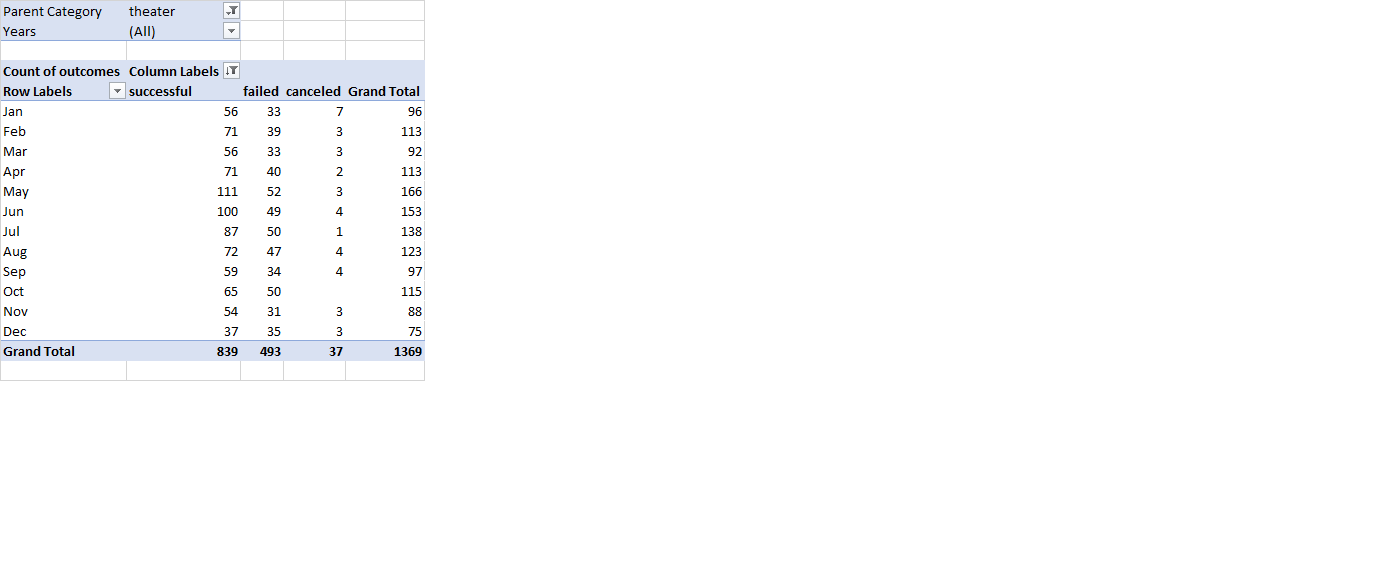 Parent Category theater
Years (All)
Count of outcomes Column Labels
Row Labels successful failed canceled Grand Total
Jan 56 33 7 96
Feb 71 39 3 113
Mar 56 33 3 92
Apr 71 40 2 113
May 111 52 3 166
Jun 100 49 4 153
Jul 87 50 1 138
Aug 72 47 4 123
Sep 59 34 4 97
Oct 65 50 115
Nov 54 31 3 88
Dec 37 35 3 75
Grand Total 839 493 37 1369